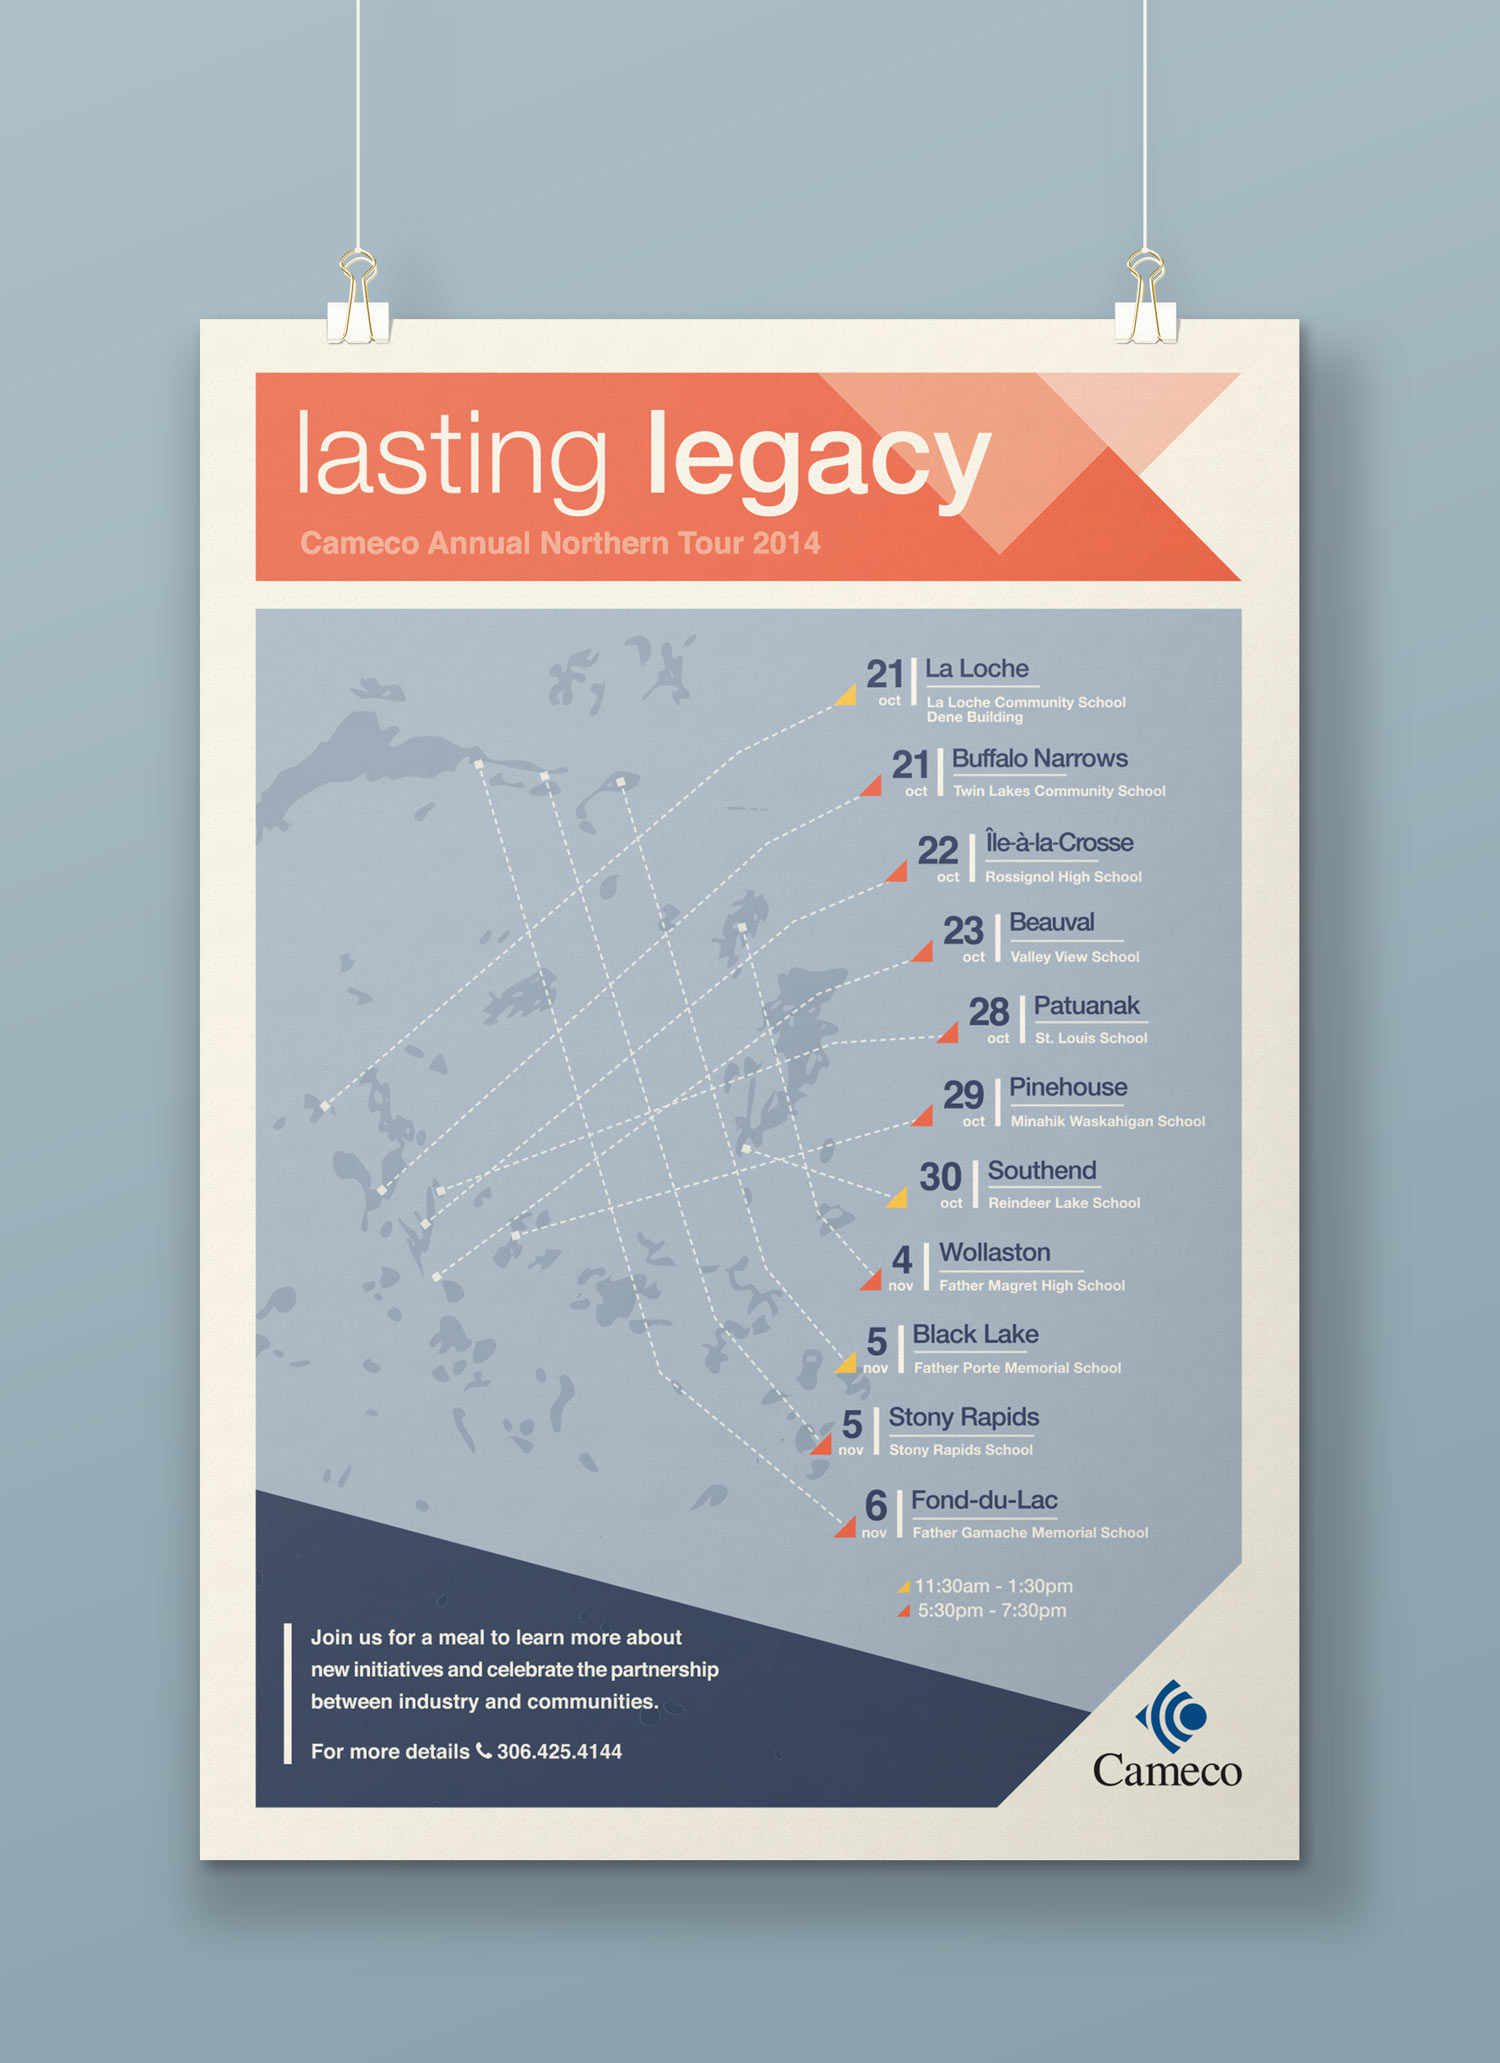 lasting legacy
Cameco Annual Northern Tour 2014
21 oct La Loche
La Loche Community School
Dene Building
21 oct Buffalo Narrows
Twin Lakes Community School
22 oct Île-à-la-Crosse
Rossignol High School
23 oct Beauval
Valley View School
28 oct Patuanak
St. Louis School
29 oct Pinehouse
Minahik Waskahigan School
30 oct Southend
Reindeer Lake School
4 nov Wollaston
Father Magret High School
5 nov Black Lake
Father Porte Memorial School
5 nov Stony Rapids
Stony Rapids School
6 nov Fond-du-Lac
Father Gamache Memorial School
11:30am - 1:30pm
5:30pm - 7:30pm
Join us for a meal to learn more about
new initiatives and celebrate the partnership
between industry and communities.
For more details 306.425.4144
Cameco